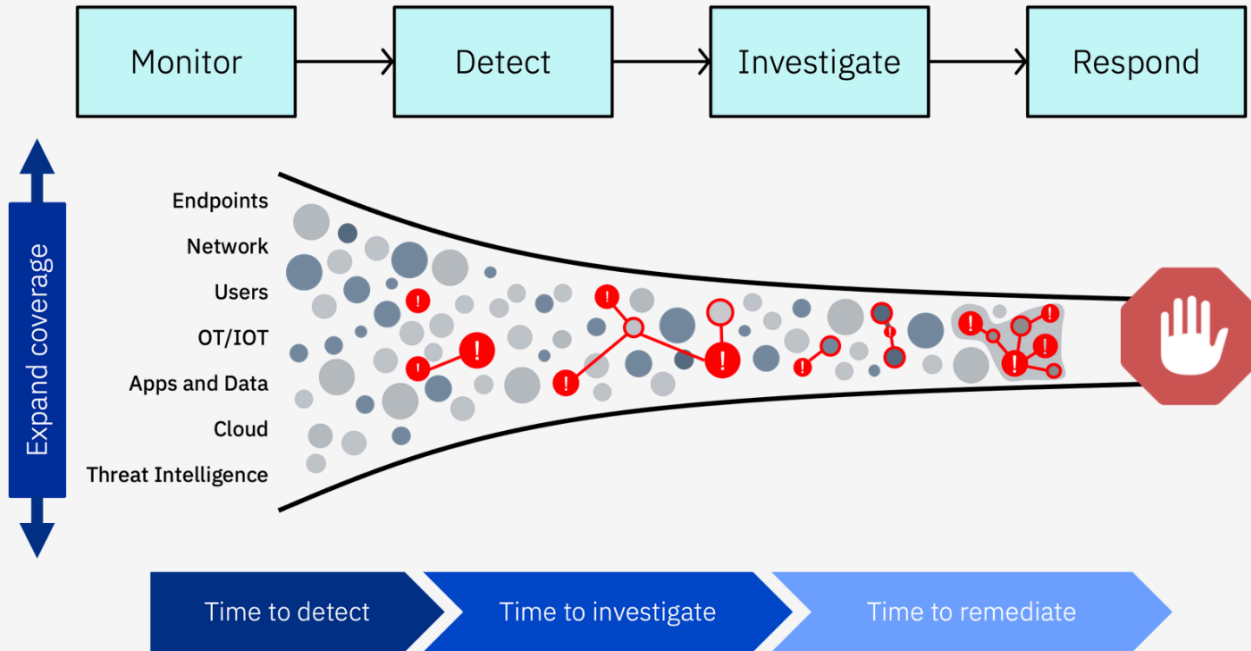 Monitor
Detect
Investigate
Respond
Expand coverage
Endpoints
Network
Users
OT/IOT
Apps and Data
Cloud
Threat Intelligence
!
!
!
!
!
!
!
!
!
!
!
Time to detect
Time to investigate
Time to remediate